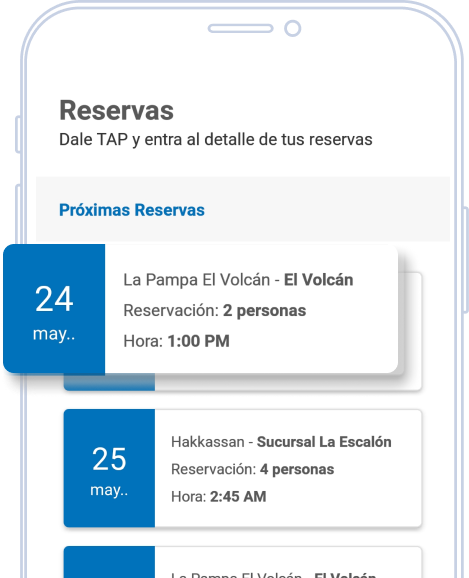 Reservas
Dale TAP y entra al detalle de tus reservas
Próximas Reservas
24
may..
La Pampa El Volcán - El Volcán
Reservación: 2 personas
Hora: 1:00 PM
25
may..
Hakkassan - Sucursal La Escalón
Reservación: 4 personas
Hora: 2:45 AM
La Pampa El Volcán - El Volcán